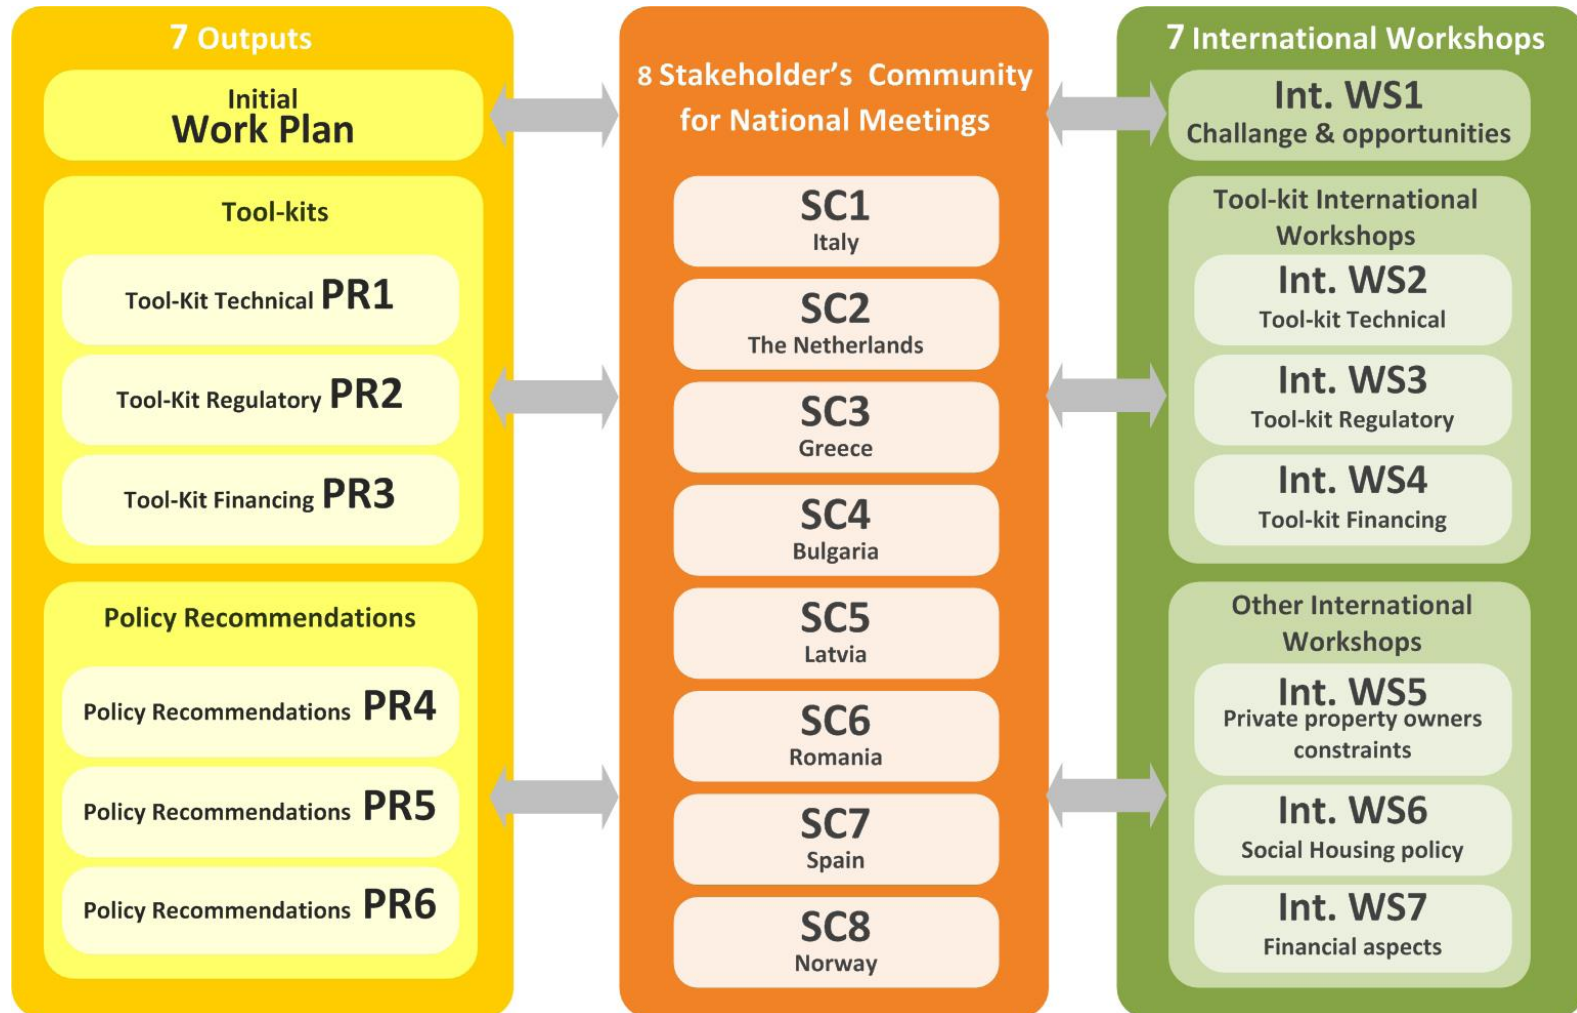 7 Outputs
Initial
Work Plan
Tool-kits
Tool-Kit Technical PR1
Tool-Kit Regulatory PR2
Tool-Kit Financing PR3
Policy Recommendations
Policy Recommendations PR4
Policy Recommendations PR5
Policy Recommendations PR6
8 Stakeholder’s Community
for National Meetings
SC1
Italy
SC2
The Netherlands
SC3
Greece
SC4
Bulgaria
SC5
Latvia
SC6
Romania
SC7
Spain
SC8
Norway
7 International Workshops
Int. WS1
Challange & opportunities
Tool-kit International
Workshops
Int. WS2
Tool-kit Technical
Int. WS3
Tool-kit Regulatory
Int. WS4
Tool-kit Financing
Other International
Workshops
Int. WS5
Private property owners
constraints
Int. WS6
Social Housing policy
Int. WS7
Financial aspects